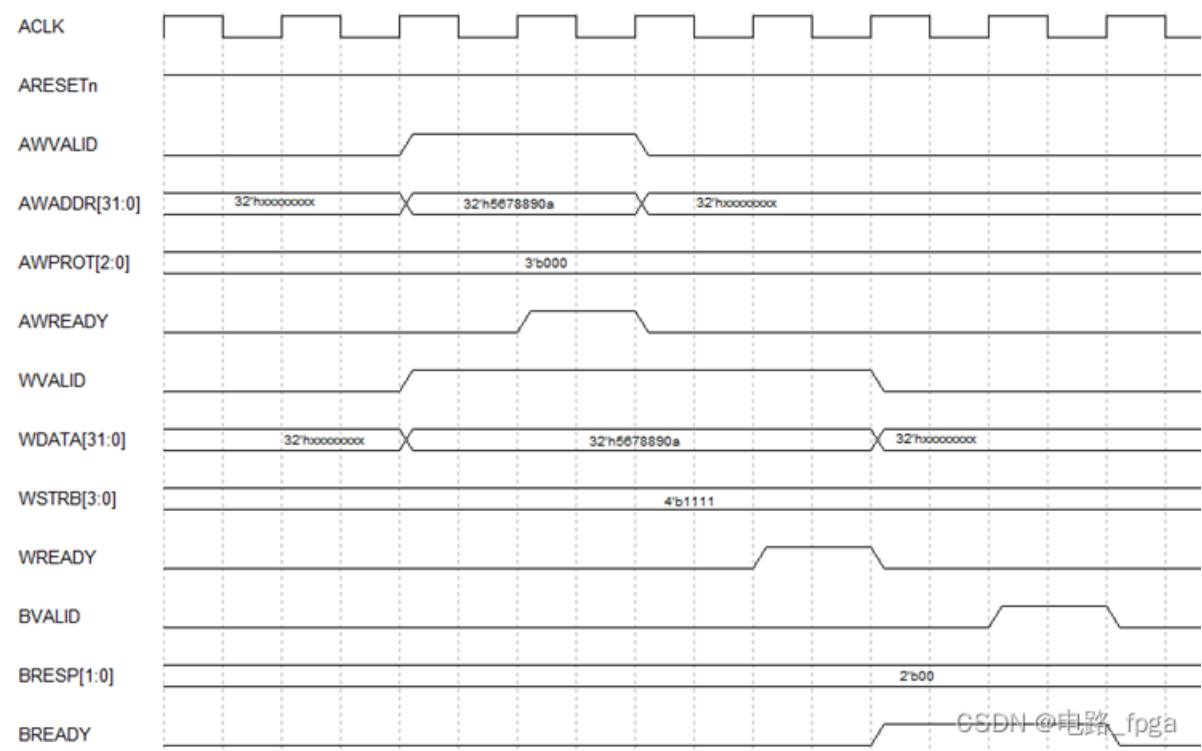 ACLK
ARESETn
AWVALID
AWADDR[31:0] 32'hxxxxxxxx 32'h5678890a 32'hxxxxxxxx
AWPROT[2:0] 3'b000
AWREADY
WVALID
WDATA[31:0] 32'hxxxxxxxx 32'h5678890a 32'hxxxxxxxx
WSTRB[3:0] 4'b1111
WREADY
BVALID
BRESP[1:0] 2'b00
BREADY
CSDN @电路_fpga